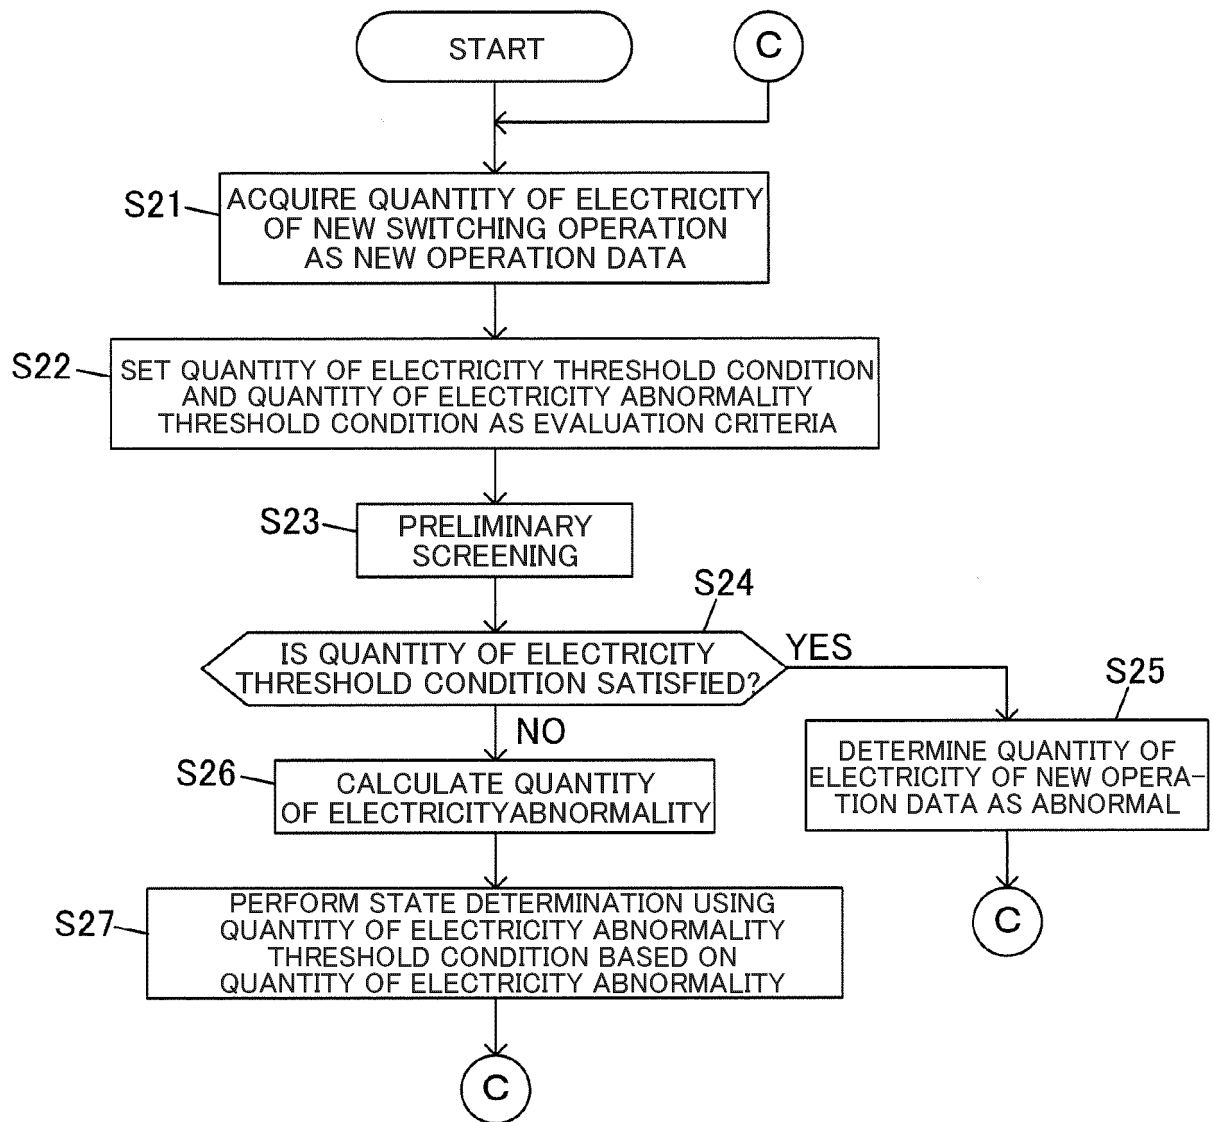 START
C
S21
ACQUIRE QUANTITY OF ELECTRICITY
OF NEW SWITCHING OPERATION
AS NEW OPERATION DATA
S22
SET QUANTITY OF ELECTRICITY THRESHOLD CONDITION
AND QUANTITY OF ELECTRICITY ABNORMALITY
THRESHOLD CONDITION AS EVALUATION CRITERIA
S23
PRELIMINARY
SCREENING
S24
IS QUANTITY OF ELECTRICITY
THRESHOLD CONDITION SATISFIED?
YES
NO
S25
DETERMINE QUANTITY OF
ELECTRICITY OF NEW OPERA-
TION DATA AS ABNORMAL
C
S26
CALCULATE QUANTITY
OF ELECTRICITYABNORMALITY
S27
PERFORM STATE DETERMINATION USING
QUANTITY OF ELECTRICITY ABNORMALITY
THRESHOLD CONDITION BASED ON
QUANTITY OF ELECTRICITY ABNORMALITY
C